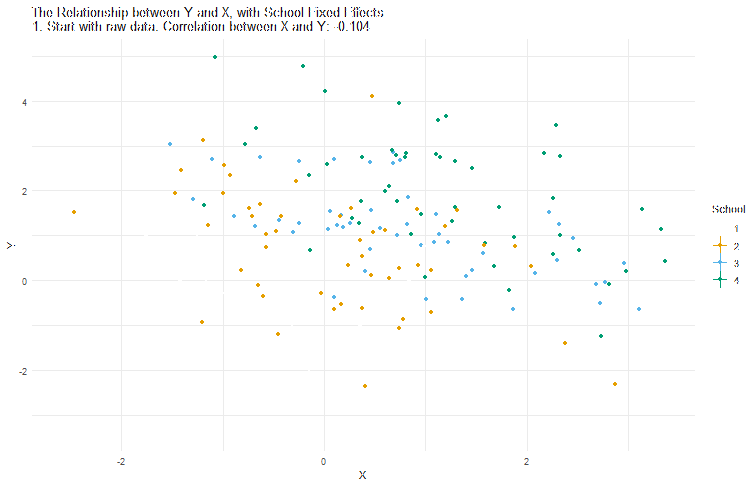 The Relationship between Y and X, with School Fixed Effects
1. Start with raw data. Correlation between X and Y: -0.104
4
2
0
-2
Y
-2
0
2
X
School
1
2
3
4